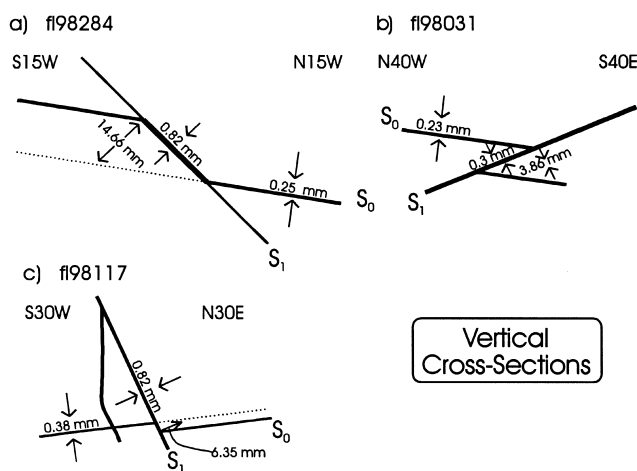 a) fl98284
S15W
N15W
14.66 mm
0.82 mm
0.25 mm
S0
S1
b) fl98031
N40W
S40E
S0
0.23 mm
0.3 mm
3.86 mm
S1
c) fl98117
S30W
N30E
0.82 mm
0.38 mm
S0
6.35 mm
S1
Vertical
Cross-Sections